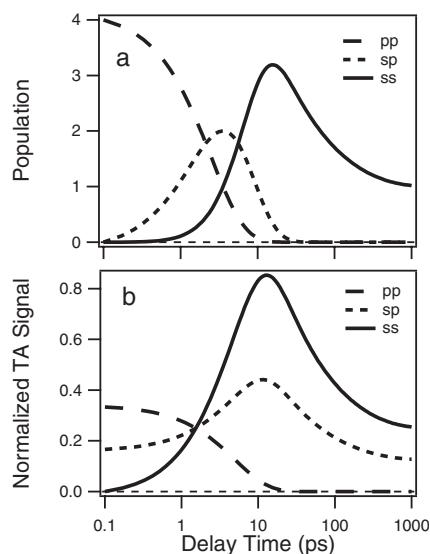 a
pp
sp
ss
4
3
2
1
0
Population
b
pp
sp
ss
0.8
0.6
0.4
0.2
0.0
Normalized TA Signal
0.1 1 10 100 1000
Delay Time (ps)